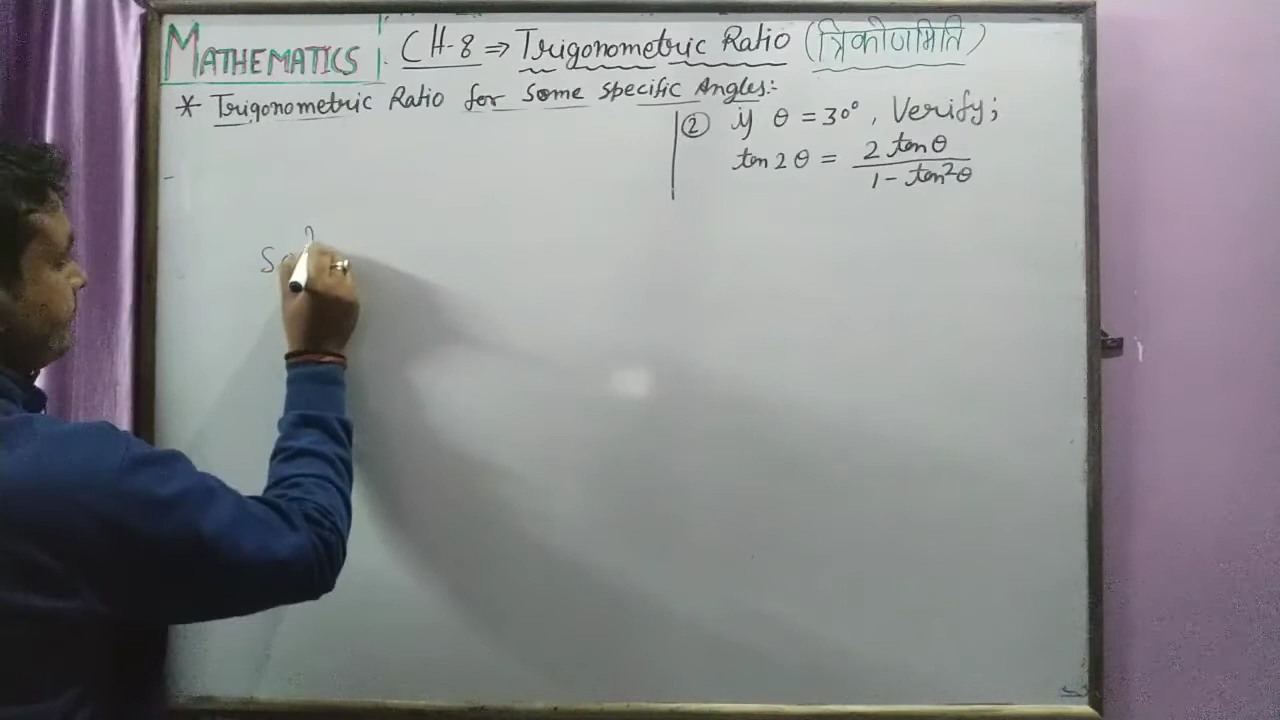 MATHEMATICS CH-8 ⇒ Trigonometric Ratio (त्रिकोणमिति)
* Trigonometric Ratio for Some specific Angles:-
② if θ = 30°, Verify;
tan 2θ = 2 tan θ / 1 - tan²θ